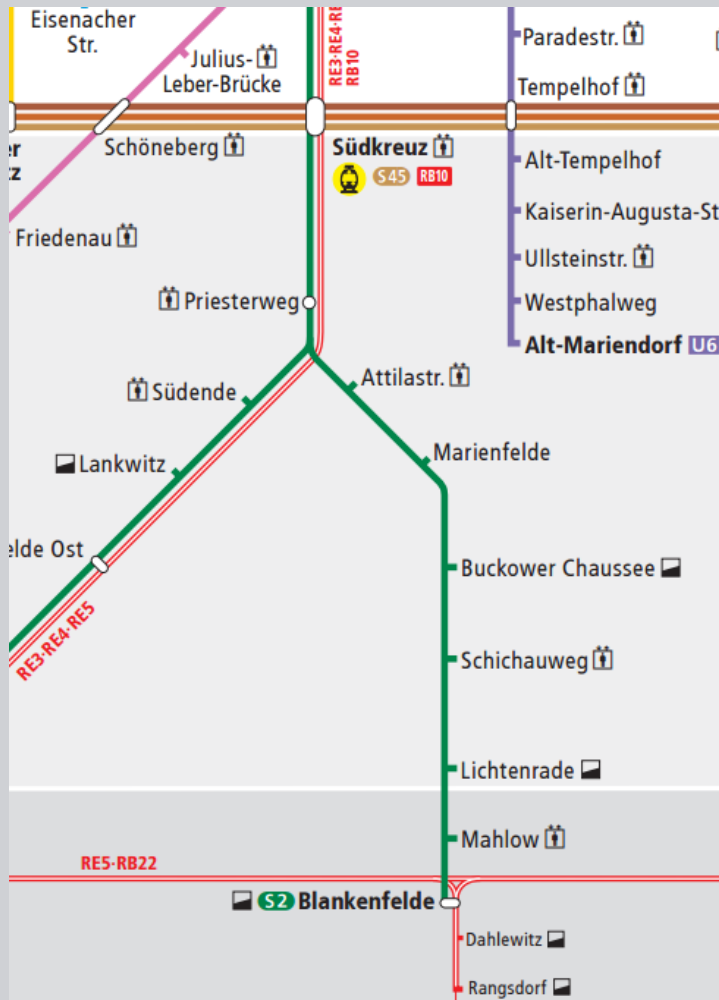 Eisenacher
Str.
Julius-
Leber-Brücke
RE3·RE4·RE
RB10
Paradestr.
Tempelhof
Schöneberg
Südkreuz
S45 RB10
Alt-Tempelhof
Kaiserin-Augusta-St
Friedenau
Ullsteinstr.
Priesterweg
Westphalweg
Alt-Mariendorf U6
Südende
Attilastr.
Lankwitz
Marienfelde
elde Ost
Buckower Chaussee
RE3·RE4·RE5
Schichauweg
Lichtenrade
Mahlow
RE5·RB22
S2 Blankenfelde
Dahlewitz
Rangsdorf